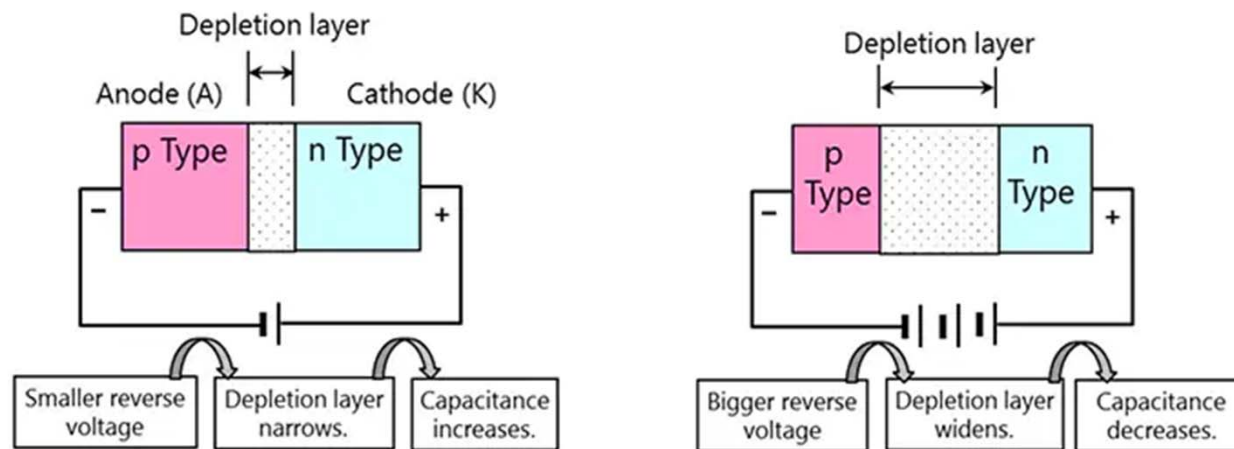 Depletion layer
Anode (A)
Cathode (K)
p Type
n Type
−
+
Smaller reverse
voltage
Depletion layer
narrows.
Capacitance
increases.
Depletion layer
p
Type
n
Type
−
+
Bigger reverse
voltage
Depletion layer
widens.
Capacitance
decreases.